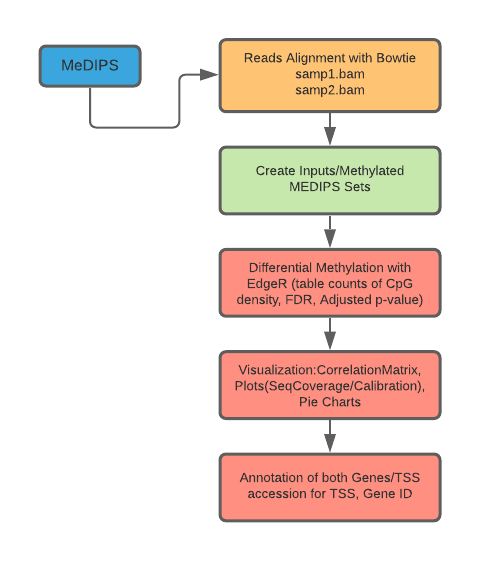 MeDIPS
Reads Alignment with Bowtie
samp1.bam
samp2.bam
Create Inputs/Methylated
MEDIPS Sets
Differential Methylation with
EdgeR (table counts of CpG
density, FDR, Adjusted p-value)
Visualization:CorrelationMatrix,
Plots(SeqCoverage/Calibration),
Pie Charts
Annotation of both Genes/TSS
accession for TSS, Gene ID